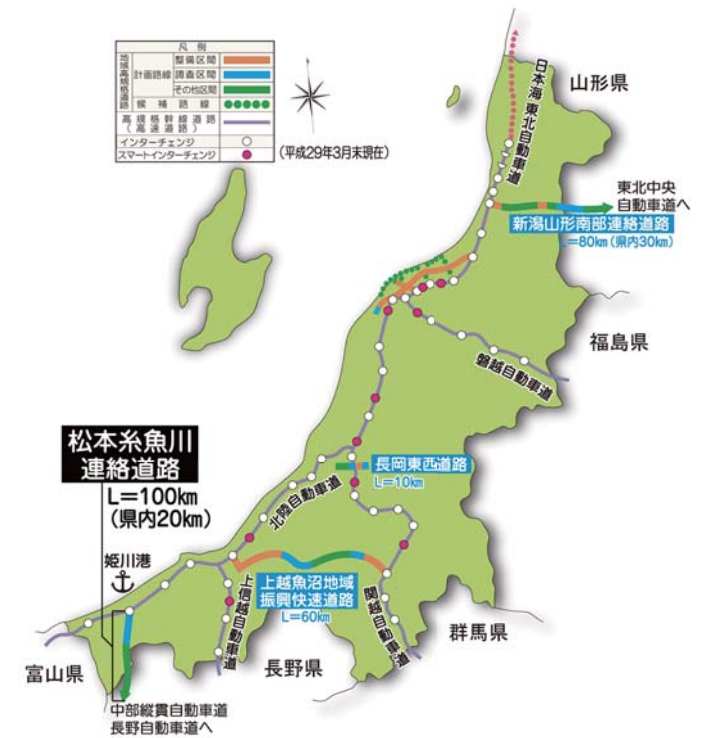 凡例
地域高規格道路
計画路線
整備区間
調査区間
その他区間
候補路線
高規格幹線道路
(高速道路)
インターチェンジ
スマートインターチェンジ
(平成29年3月末現在)
日本海東北自動車道
山形県
東北中央
自動車道へ
新潟山形南部連絡道路
L=80km(県内30km)
福島県
磐越自動車道
松本糸魚川
連絡道路
L=100km
(県内20km)
長岡東西道路
L=10km
北陸自動車道
姫川港
上越魚沼地域
振興快速道路
L=60km
上信越自動車道
関越自動車道
群馬県
富山県
長野県
中部縦貫自動車道
長野自動車道へ